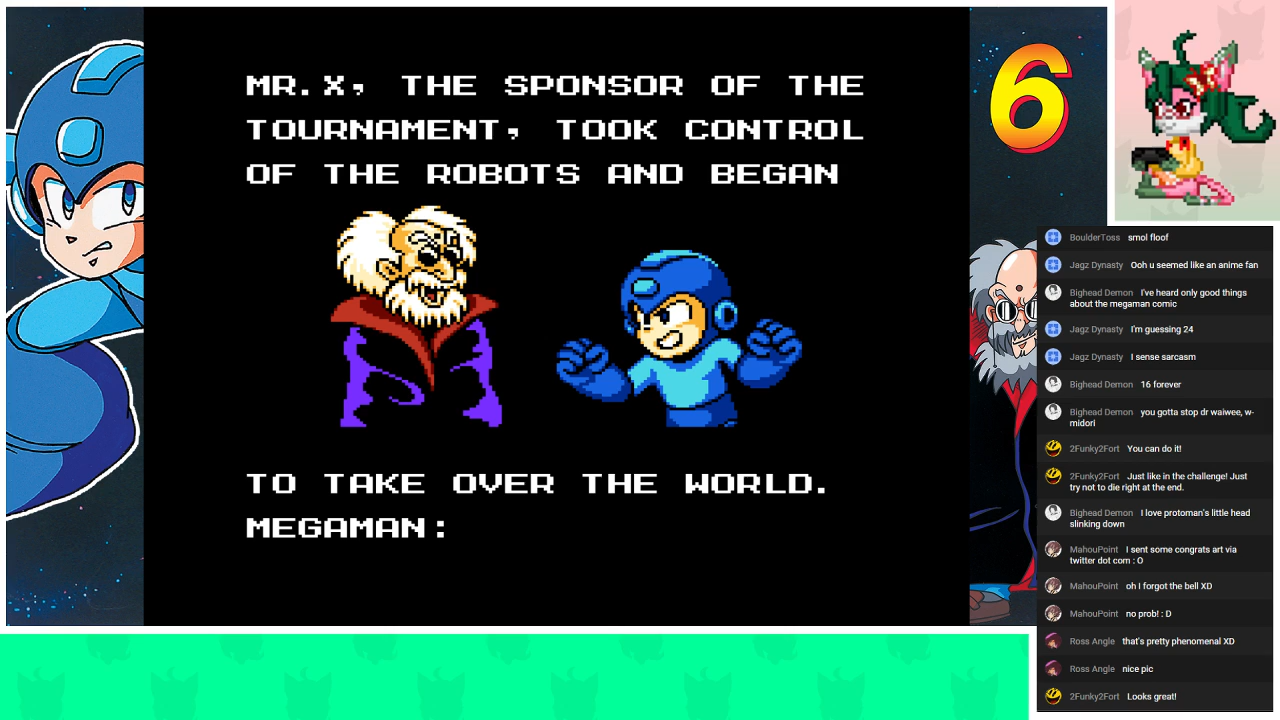 MR.X, THE SPONSOR OF THE
TOURNAMENT, TOOK CONTROL
OF THE ROBOTS AND BEGAN
TO TAKE OVER THE WORLD.
MEGAMAN:
6
BoulderToss smol floof
Jagz Dynasty Ooh u seemed like an anime fan
Bighead Demon I've heard only good things
about the megaman comic
Jagz Dynasty I'm guessing 24
Jagz Dynasty I sense sarcasm
Bighead Demon 16 forever
Bighead Demon you gotta stop dr waiwee, w-
midori
2Funky2Fort You can do it!
2Funky2Fort Just like in the challenge! Just
try not to die right at the end.
Bighead Demon I love protoman's little head
slinking down
MahouPoint I sent some congrats art via
twitter dot com : O
MahouPoint oh I forgot the bell XD
MahouPoint no prob! : D
Ross Angle that's pretty phenomenal XD
Ross Angle nice pic
2Funky2Fort Looks great!